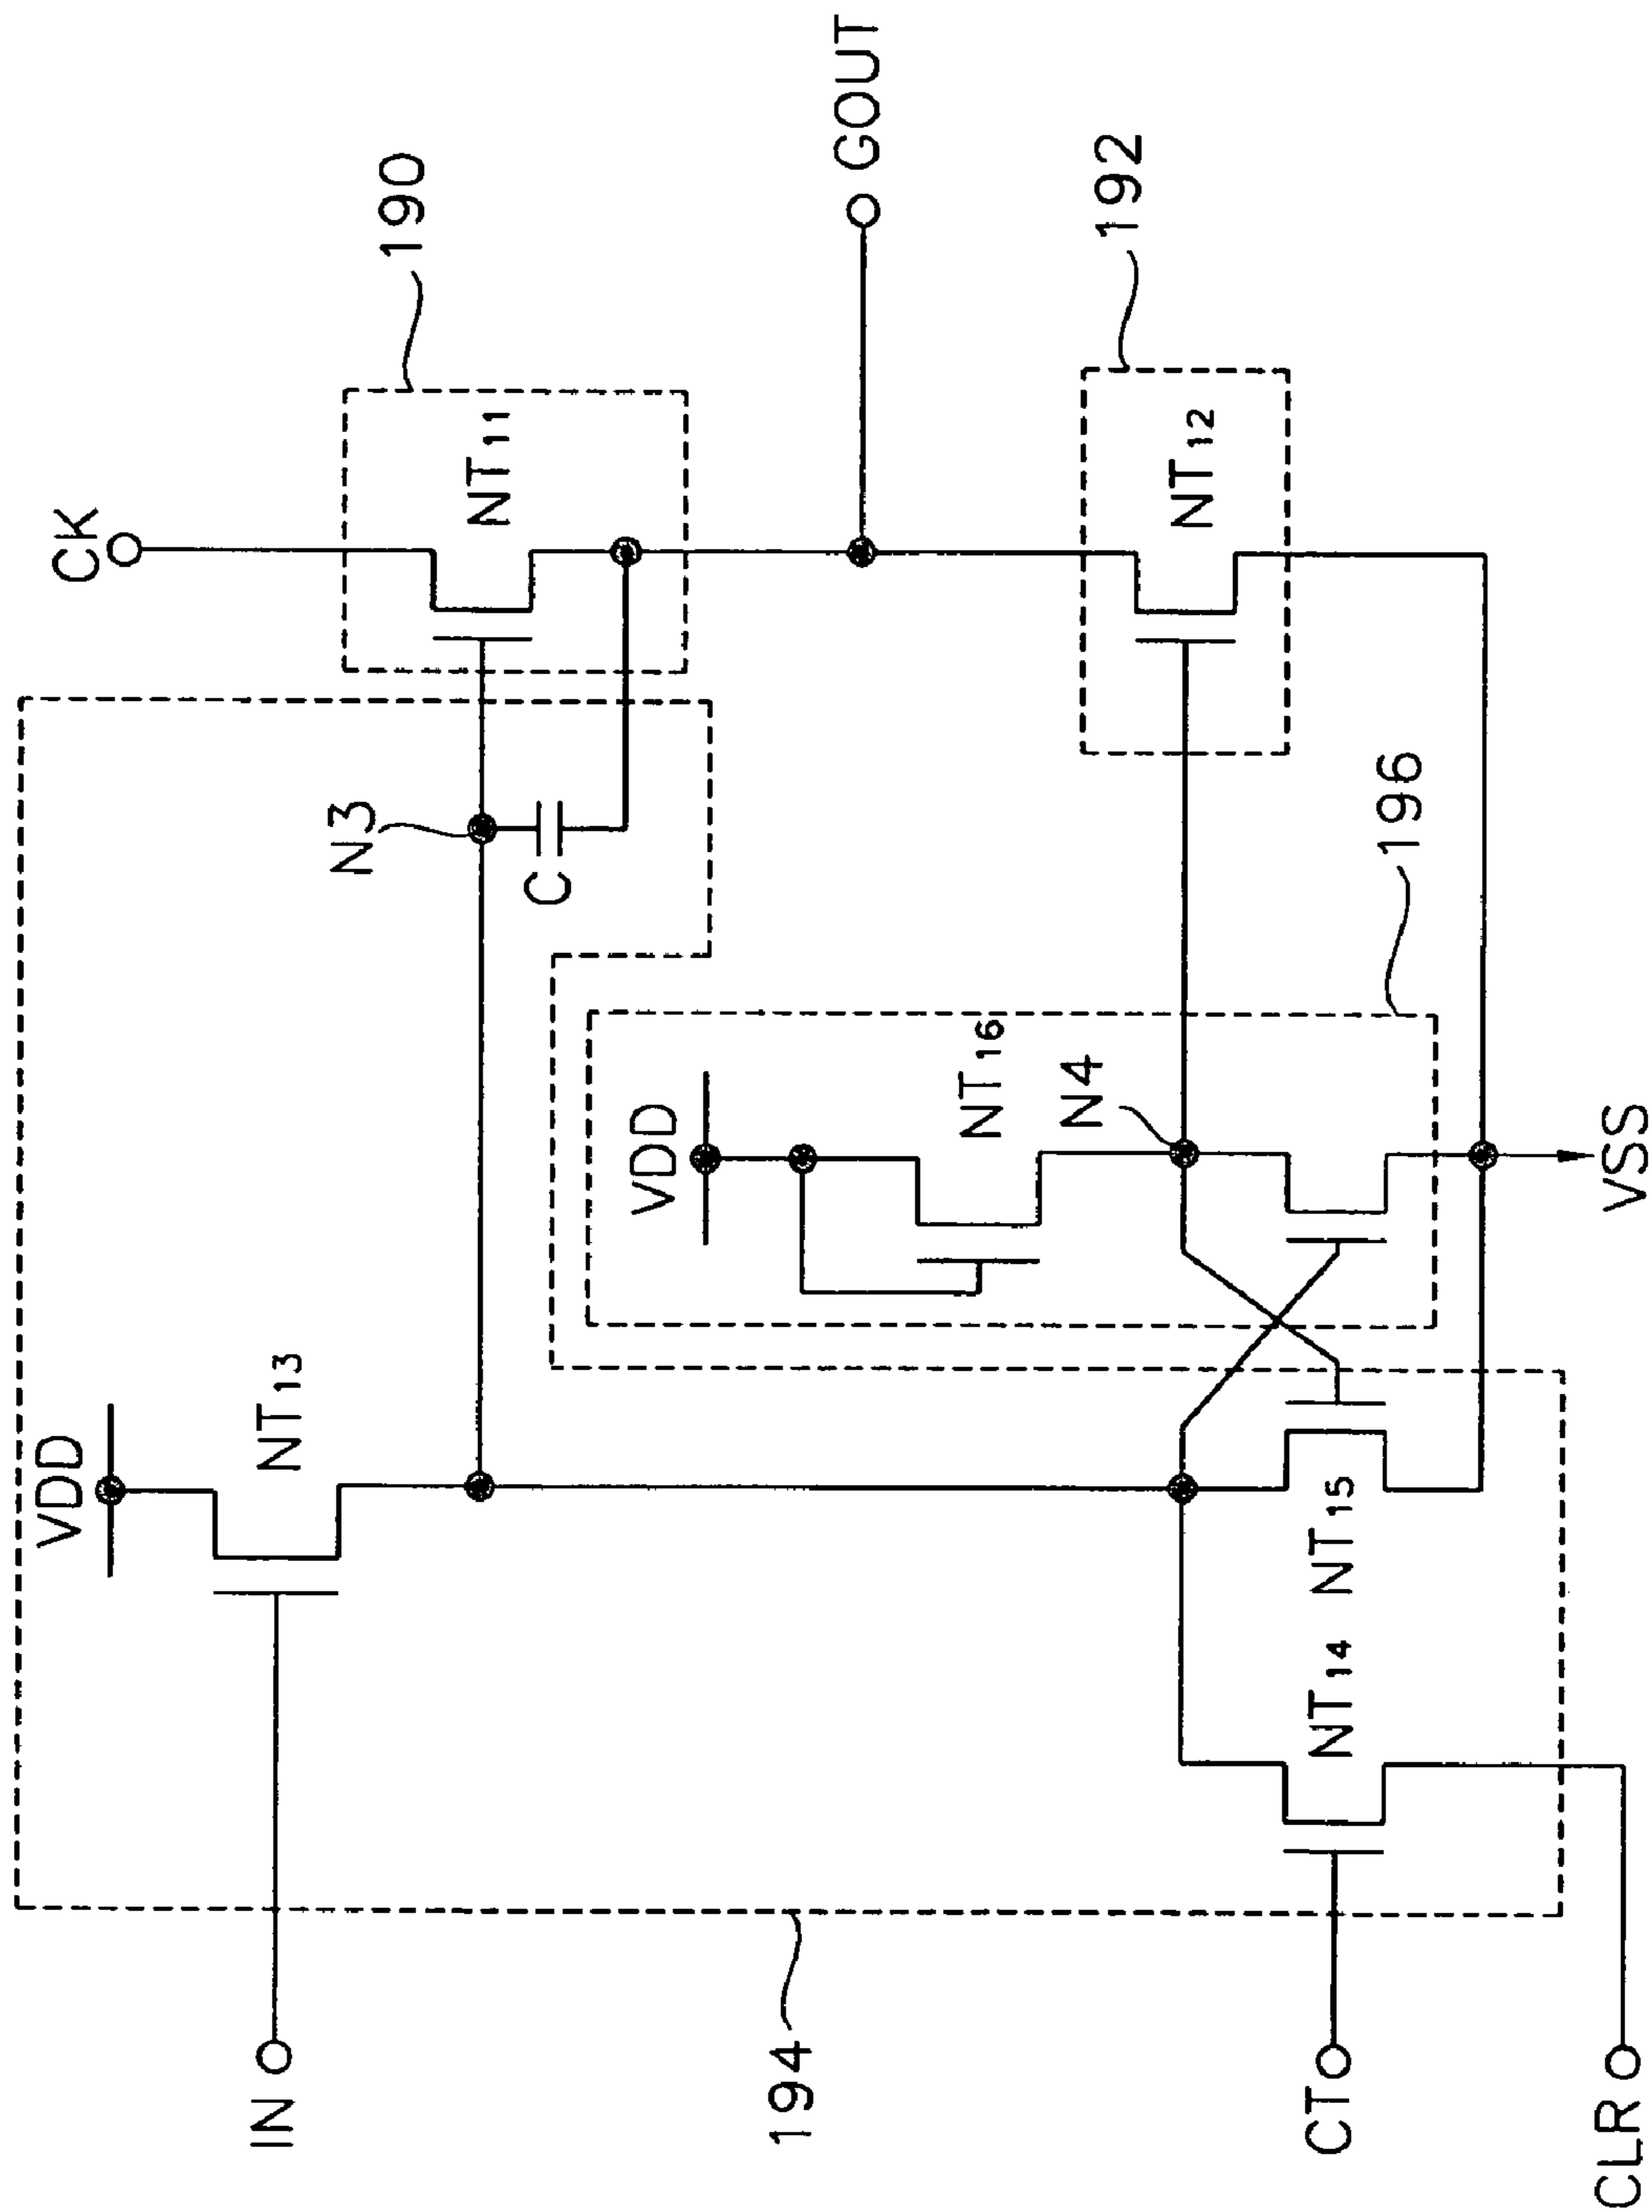 CK
190
NT11
GOUT
192
NT12
N3
C
196
VDD
NT16
N4
VSS
VDD
NT13
NT15
NT14
194
IN
CT
CLR